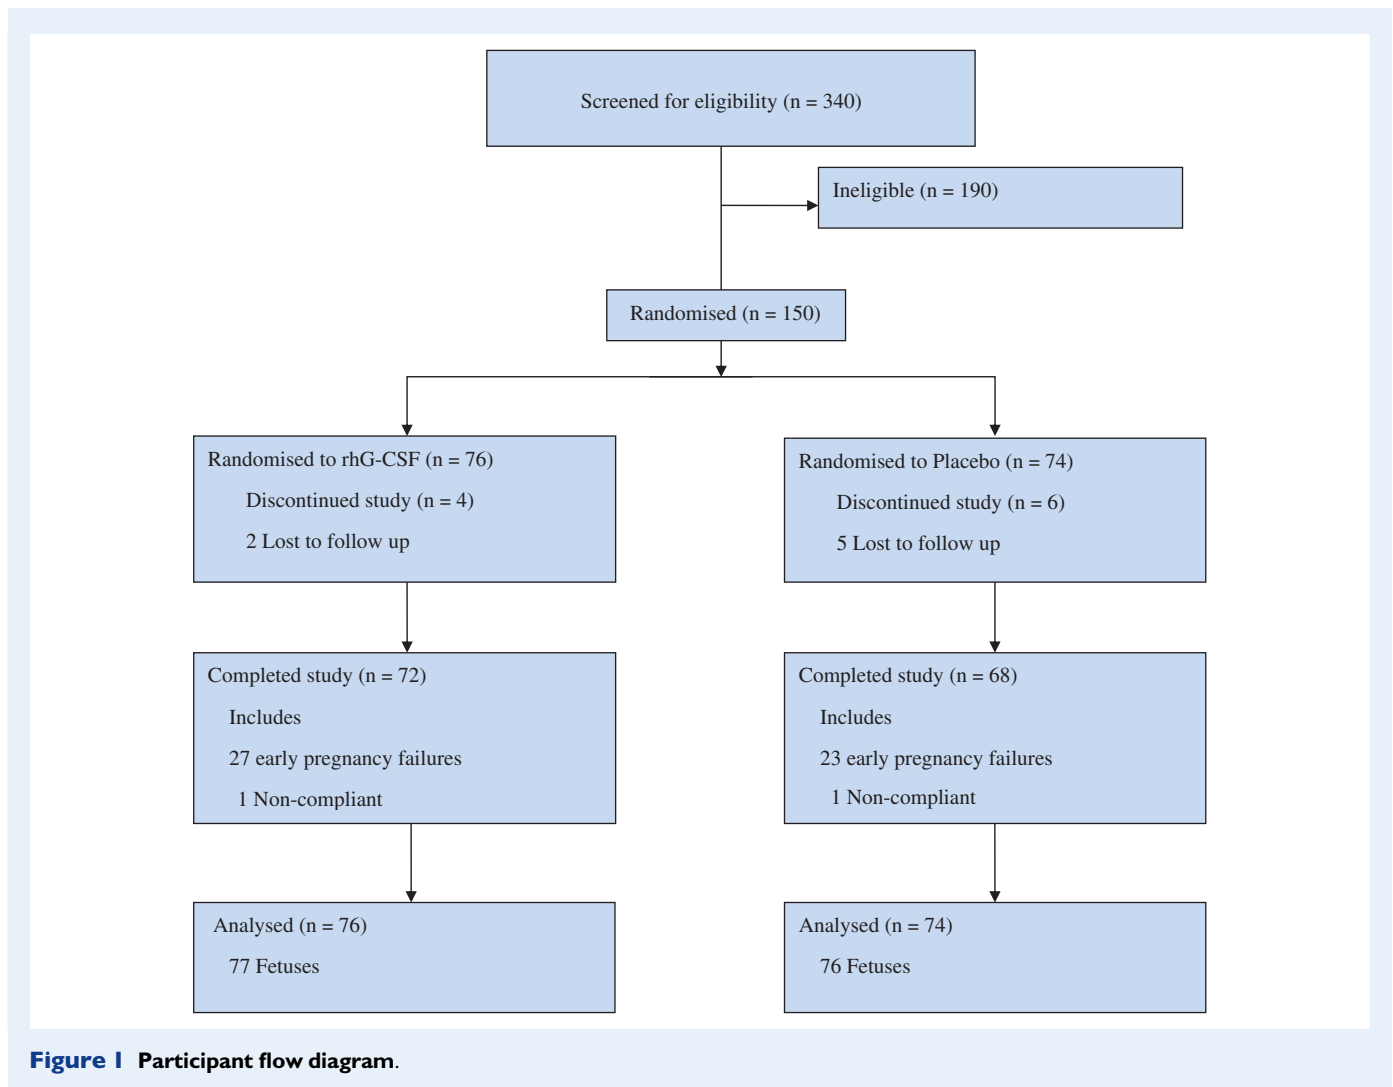 Screened for eligibility (n = 340)
Ineligible (n = 190)
Randomised (n = 150)
Randomised to rhG-CSF (n = 76)
Discontinued study (n = 4)
2 Lost to follow up
Randomised to Placebo (n = 74)
Discontinued study (n = 6)
5 Lost to follow up
Completed study (n = 72)
Includes
27 early pregnancy failures
1 Non-compliant
Completed study (n = 68)
Includes
23 early pregnancy failures
1 Non-compliant
Analysed (n = 76)
77 Fetuses
Analysed (n = 74)
76 Fetuses
Figure 1 Participant flow diagram.